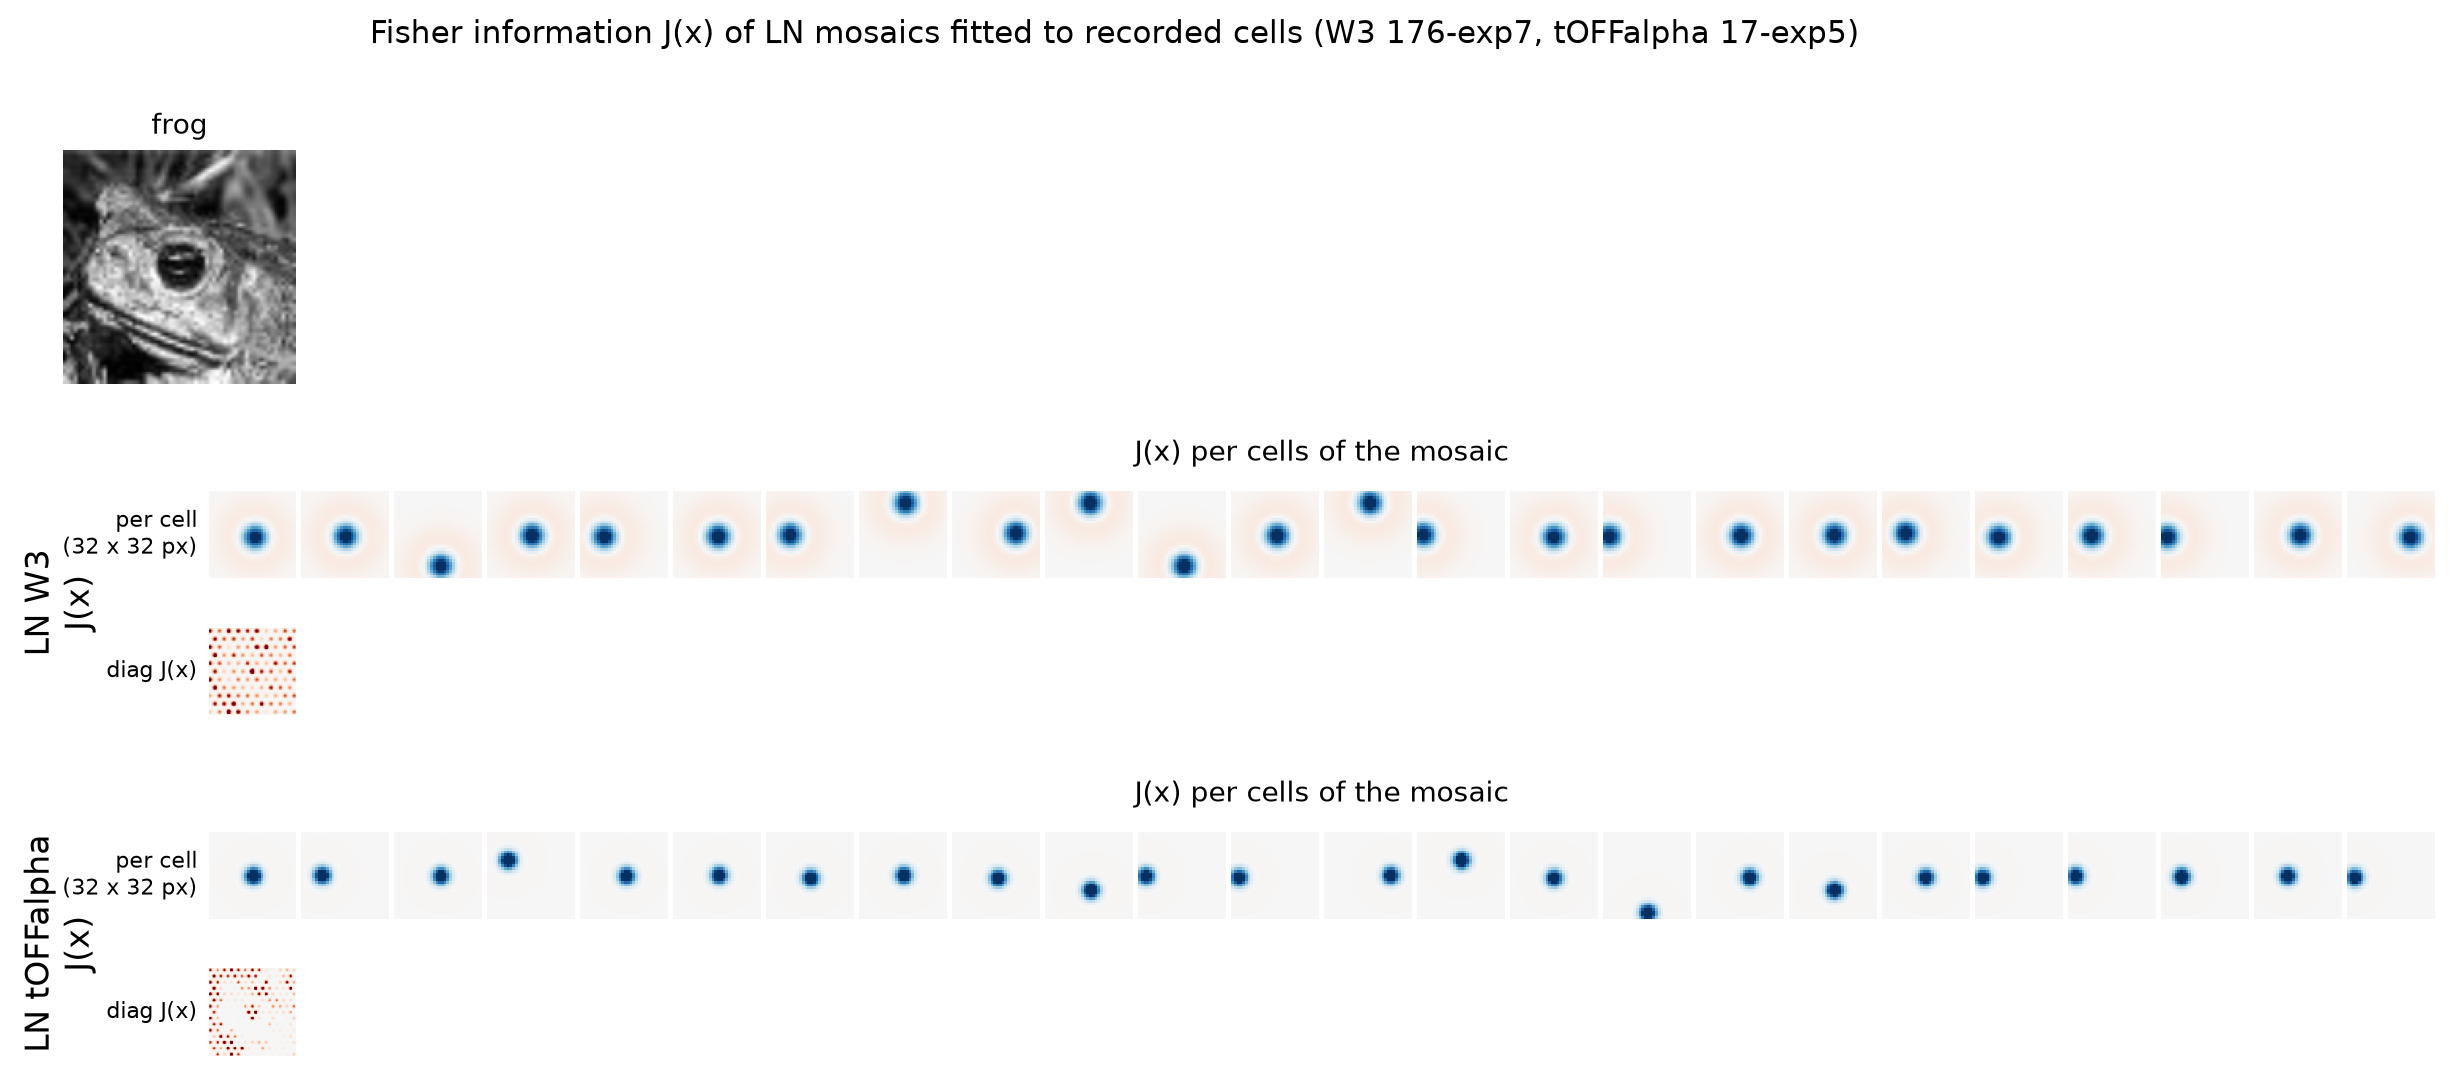 Fisher information J(x) of LN mosaics fitted to recorded cells (W3 176-exp7, tOFFalpha 17-exp5)
frog
J(x) per cells of the mosaic
LN W3
J(x)
per cell
(32 x 32 px)
diag J(x)
J(x) per cells of the mosaic
LN tOFFalpha
J(x)
per cell
(32 x 32 px)
diag J(x)